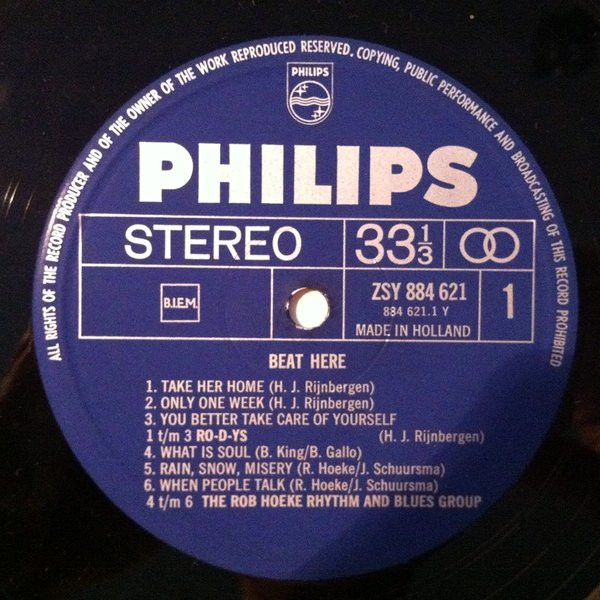 ALL RIGHTS OF THE RECORD PRODUCER AND OF THE OWNER OF THE WORK REPRODUCED RESERVED. COPYING, PUBLIC PERFORMANCE AND BROADCASTING OF THIS RECORD PROHIBITED
PHILIPS
PHILIPS
STEREO
33 1/3
B.I.E.M.
ZSY 884 621
884 621.1 Y
MADE IN HOLLAND
1
BEAT HERE
1. TAKE HER HOME (H. J. Rijnbergen)
2. ONLY ONE WEEK (H. J. Rijnbergen)
3. YOU BETTER TAKE CARE OF YOURSELF
1 t/m 3 RO-D-YS (H. J. Rijnbergen)
4. WHAT IS SOUL (B. King/B. Gallo)
5. RAIN, SNOW, MISERY (R. Hoeke/J. Schuursma)
6. WHEN PEOPLE TALK (R. Hoeke/J. Schuursma)
4 t/m 6 THE ROB HOEKE RHYTHM AND BLUES GROUP